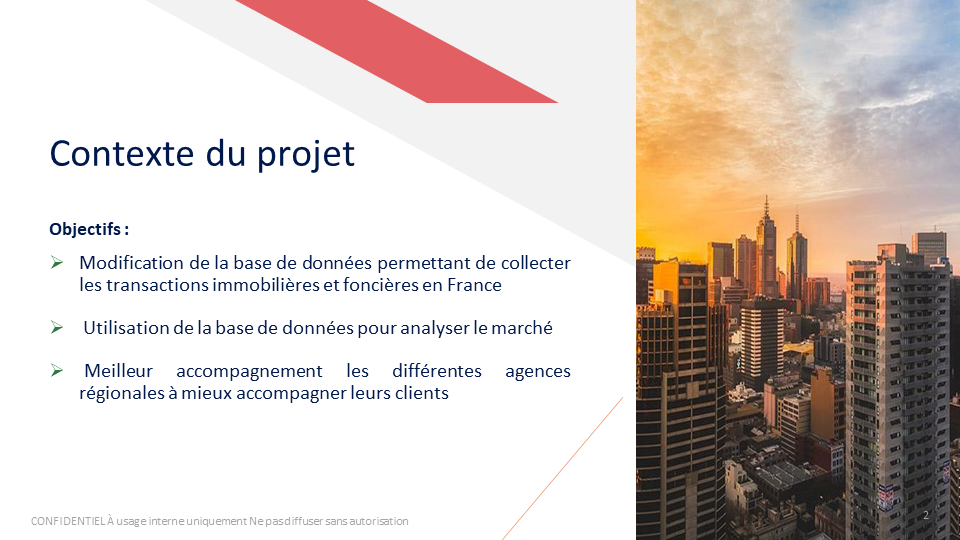 Contexte du projet
Objectifs :
Modification de la base de données permettant de collecter
les transactions immobilières et foncières en France
Utilisation de la base de données pour analyser le marché
Meilleur accompagnement les différentes agences
régionales à mieux accompagner leurs clients
CONFIDENTIEL À usage interne uniquement Ne pas diffuser sans autorisation
2